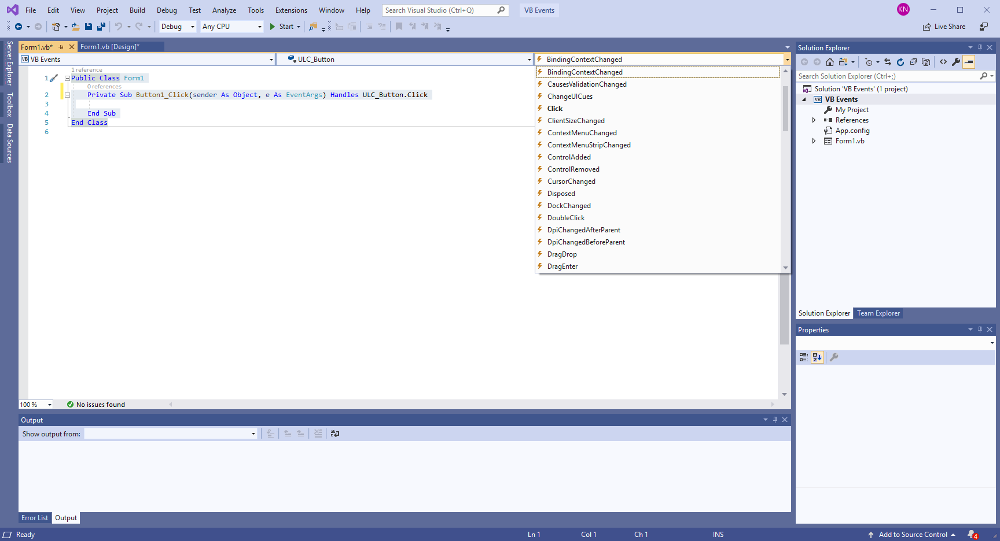 File Edit View Project Build Debug Test Analyze Tools Extensions Window Help Search Visual Studio (Ctrl+Q) VB Events KN
Debug Any CPU Start Live Share
Server Explorer
Toolbox
Data Sources
Form1.vb* Form1.vb [Design]*
VB VB Events ULC_Button BindingContextChanged
1 reference
1 Public Class Form1
0 references
2 Private Sub Button1_Click(sender As Object, e As EventArgs) Handles ULC_Button.Click
3
4 End Sub
5 End Class
6
BindingContextChanged
CausesValidationChanged
ChangeUICues
Click
ClientSizeChanged
ContextMenuChanged
ContextMenuStripChanged
ControlAdded
ControlRemoved
CursorChanged
Disposed
DockChanged
DoubleClick
DpiChangedAfterParent
DpiChangedBeforeParent
DragDrop
DragEnter
100 % No issues found
Output
Show output from:
Error List Output
Solution Explorer
Search Solution Explorer (Ctrl+;)
Solution 'VB Events' (1 project)
VB VB Events
My Project
References
App.config
Form1.vb
Solution Explorer Team Explorer
Properties
Ready Ln 1 Col 1 Ch 1 INS Add to Source Control 4